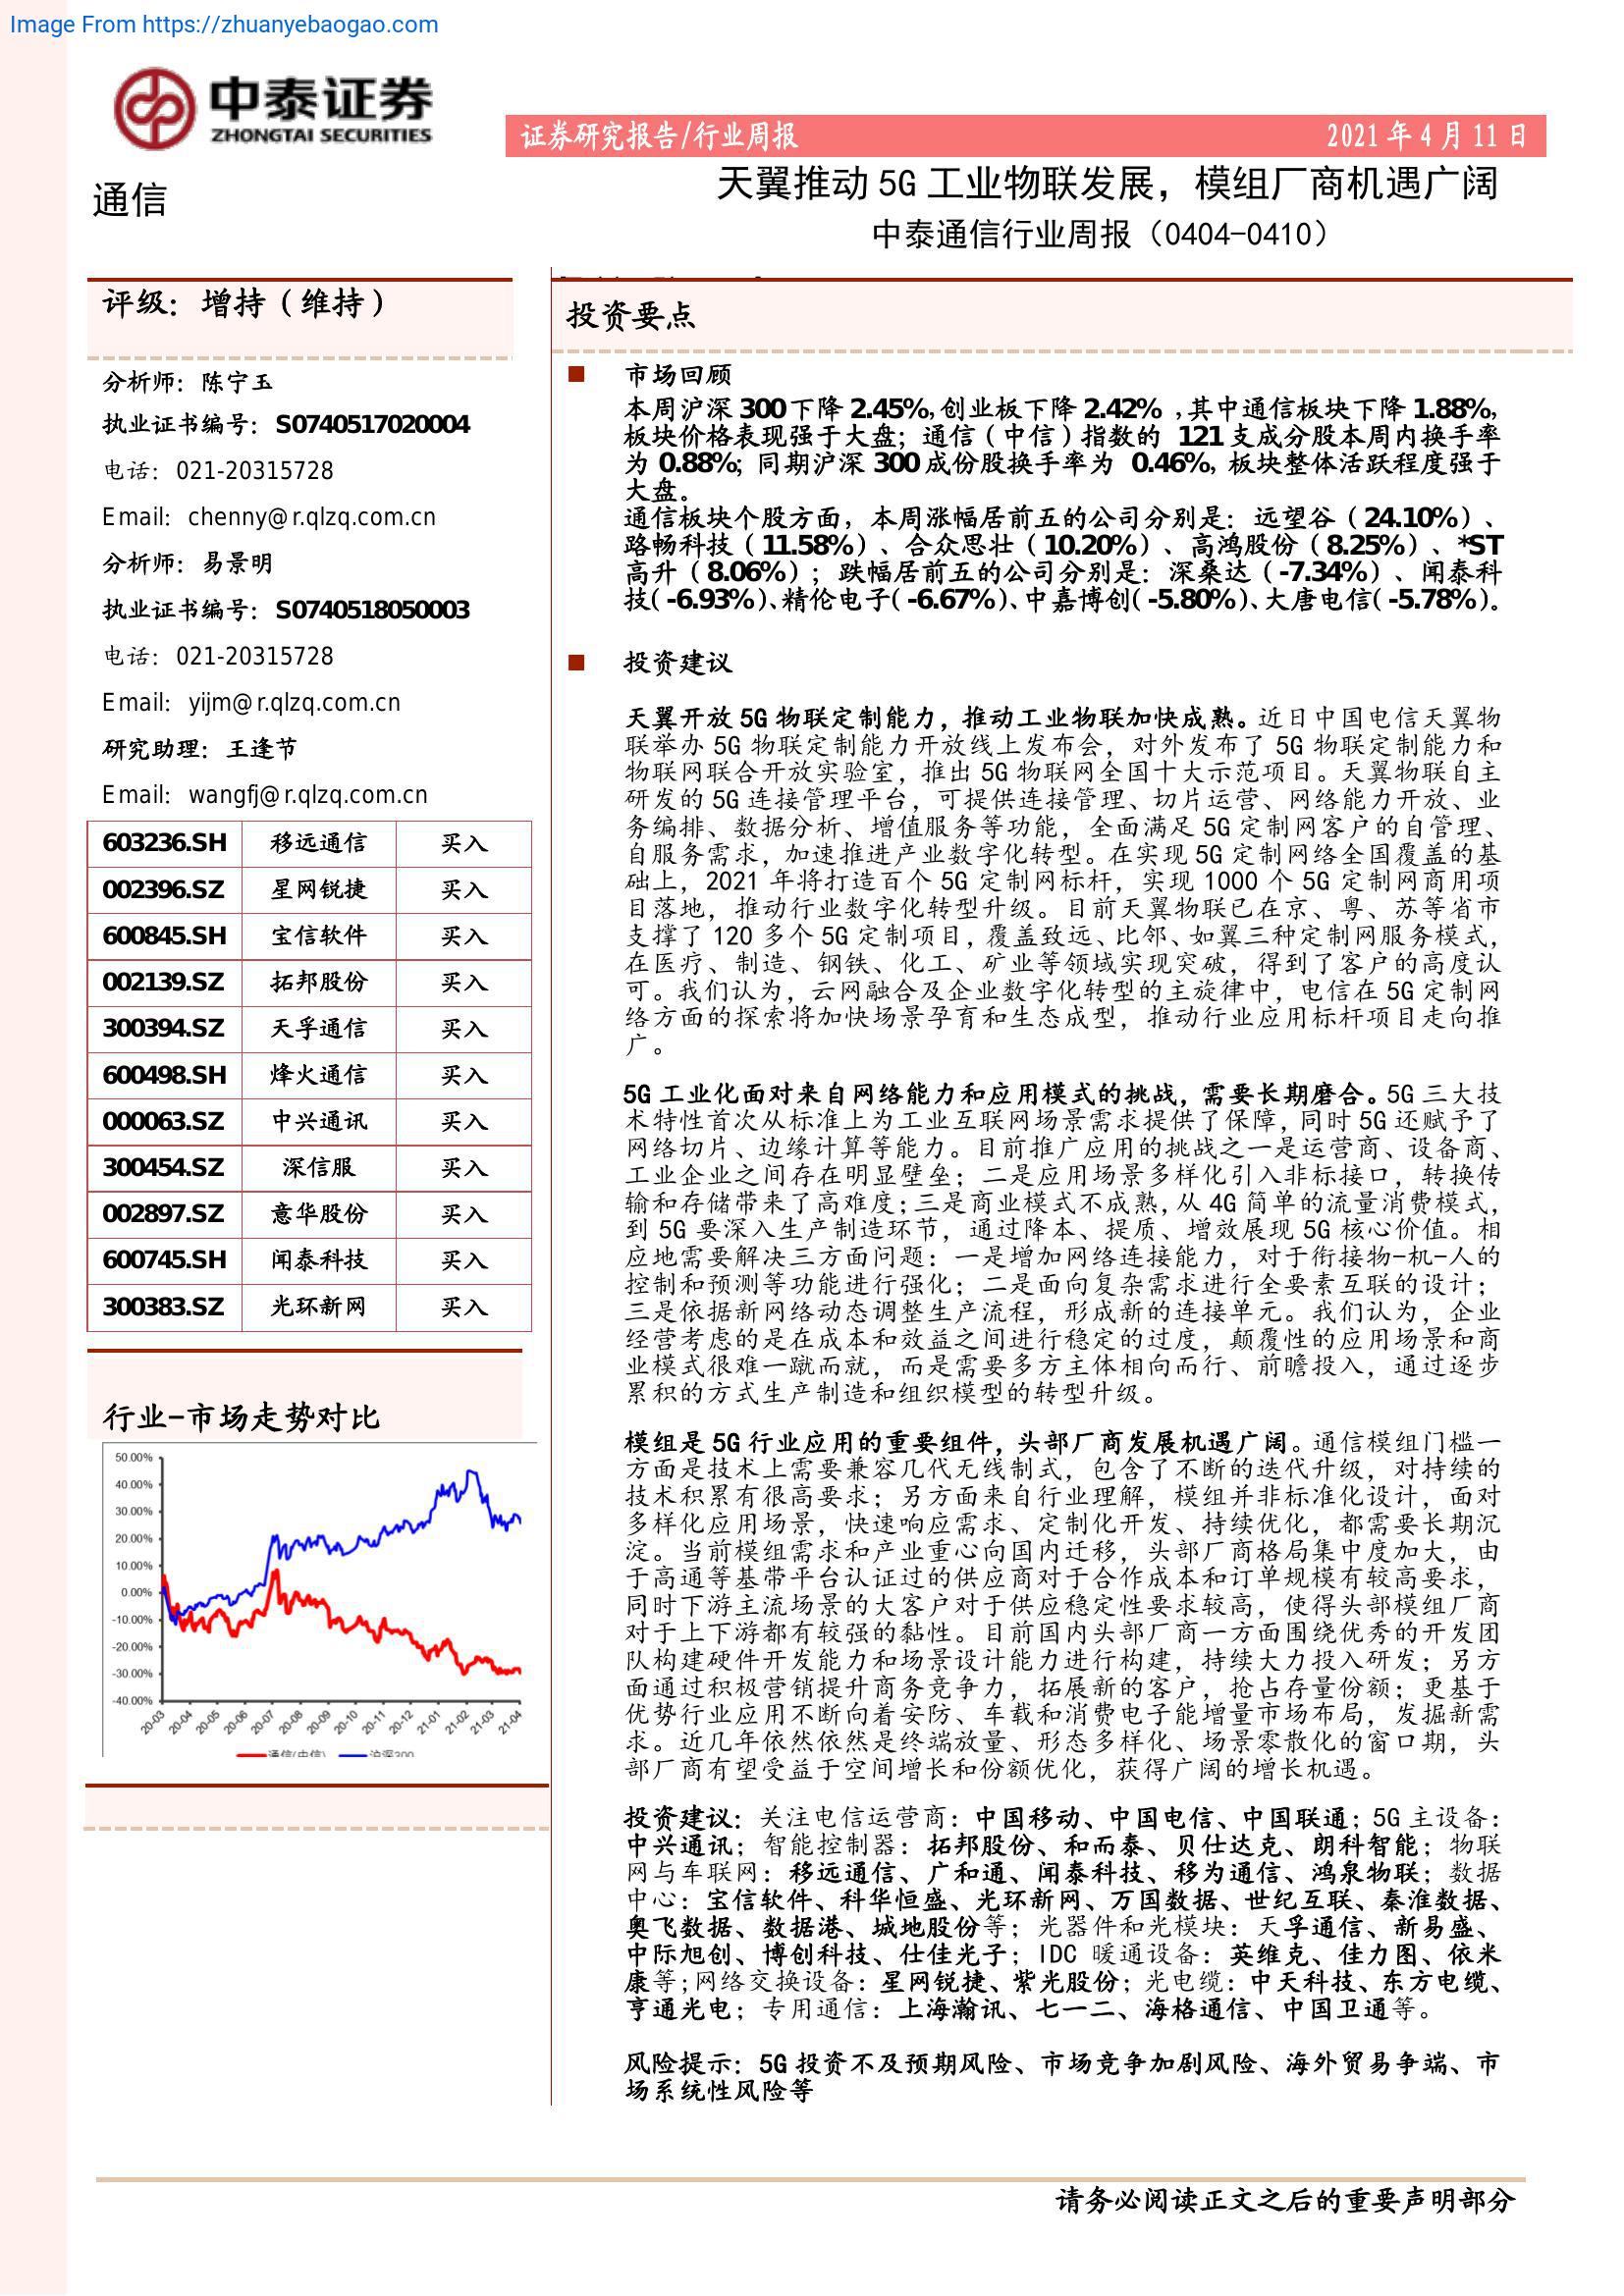 Image From https://zhuanyebaogao.com
中泰证券
ZHONGTAI SECURITIES
证券研究报告/行业周报
2021 年 4 月 11 日
通信
天翼推动 5G 工业物联发展，模组厂商机遇广阔
中泰通信行业周报（0404-0410）
评级：增持（维持）
分析师：陈宁玉
执业证书编号：S0740517020004
电话：021-20315728
Email：chenny@r.qlzq.com.cn
分析师：易景明
执业证书编号：S0740518050003
电话：021-20315728
Email：yijm@r.qlzq.com.cn
研究助理：王逢节
Email：wangfj@r.qlzq.com.cn
603236.SH 移远通信 买入
002396.SZ 星网锐捷 买入
600845.SH 宝信软件 买入
002139.SZ 拓邦股份 买入
300394.SZ 天孚通信 买入
600498.SH 烽火通信 买入
000063.SZ 中兴通讯 买入
300454.SZ 深信服 买入
002897.SZ 意华股份 买入
600745.SH 闻泰科技 买入
300383.SZ 光环新网 买入
行业-市场走势对比
50.00%
40.00%
30.00%
20.00%
10.00%
0.00%
-10.00%
-20.00%
-30.00%
-40.00%
20-03 20-04 20-05 20-06 20-07 20-08 20-09 20-10 20-11 20-12 21-01 21-02 21-03 21-04
通信(中信) 沪深300
投资要点
■ 市场回顾
本周沪深 300 下降 2.45%，创业板下降 2.42% ，其中通信板块下降 1.88%，
板块价格表现强于大盘；通信（中信）指数的 121 支成分股本周内换手率
为 0.88%；同期沪深 300 成份股换手率为 0.46%，板块整体活跃程度强于
大盘。
通信板块个股方面，本周涨幅居前五的公司分别是：远望谷（24.10%）、
路畅科技（11.58%）、合众思壮（10.20%）、高鸿股份（8.25%）、*ST
高升（8.06%）；跌幅居前五的公司分别是：深桑达（-7.34%）、闻泰科
技（-6.93%）、精伦电子（-6.67%）、中嘉博创（-5.80%）、大唐电信（-5.78%）。
■ 投资建议
天翼开放 5G 物联定制能力，推动工业物联加快成熟。近日中国电信天翼物
联举办 5G 物联定制能力开放线上发布会，对外发布了 5G 物联定制能力和
物联网联合开放实验室，推出 5G 物联网全国十大示范项目。天翼物联自主
研发的 5G 连接管理平台，可提供连接管理、切片运营、网络能力开放、业
务编排、数据分析、增值服务等功能，全面满足 5G 定制网客户的自管理、
自服务需求，加速推进产业数字化转型。在实现 5G 定制网络全国覆盖的基
础上，2021 年将打造百个 5G 定制网标杆，实现 1000 个 5G 定制网商用项
目落地，推动行业数字化转型升级。目前天翼物联已在京、粤、苏等省市
支撑了 120 多个 5G 定制项目，覆盖致远、比邻、如翼三种定制网服务模式，
在医疗、制造、钢铁、化工、矿业等领域实现突破，得到了客户的高度认
可。我们认为，云网融合及企业数字化转型的主旋律中，电信在 5G 定制网
络方面的探索将加快场景孕育和生态成型，推动行业应用标杆项目走向推
广。
5G 工业化面对来自网络能力和应用模式的挑战，需要长期磨合。5G 三大技
术特性首次从标准上为工业互联网场景需求提供了保障，同时 5G 还赋予了
网络切片、边缘计算等能力。目前推广应用的挑战之一是运营商、设备商、
工业企业之间存在明显壁垒；二是应用场景多样化引入非标接口，转换传
输和存储带来了高难度；三是商业模式不成熟，从 4G 简单的流量消费模式，
到 5G 要深入生产制造环节，通过降本、提质、增效展现 5G 核心价值。相
应地需要解决三方面问题：一是增加网络连接能力，对于衔接物-机-人的
控制和预测等功能进行强化；二是面向复杂需求进行全要素互联的设计；
三是依据新网络动态调整生产流程，形成新的连接单元。我们认为，企业
经营考虑的是在成本和效益之间进行稳定的过度，颠覆性的应用场景和商
业模式很难一蹴而就，而是需要多方主体相向而行、前瞻投入，通过逐步
累积的方式生产制造和组织模型的转型升级。
模组是 5G 行业应用的重要组件，头部厂商发展机遇广阔。通信模组门槛一
方面是技术上需要兼容几代无线制式，包含了不断的迭代升级，对持续的
技术积累有很高要求；另方面来自行业理解，模组并非标准化设计，面对
多样化应用场景，快速响应需求、定制化开发、持续优化，都需要长期沉
淀。当前模组需求和产业重心向国内迁移，头部厂商格局集中度加大，由
于高通等基带平台认证过的供应商对于合作成本和订单规模有较高要求，
同时下游主流场景的大客户对于供应稳定性要求较高，使得头部模组厂商
对于上下游都有较强的黏性。目前国内头部厂商一方面围绕优秀的开发团
队构建硬件开发能力和场景设计能力进行构建，持续大力投入研发；另方
面通过积极营销提升商务竞争力，拓展新的客户，抢占存量份额；更基于
优势行业应用不断向着安防、车载和消费电子能增量市场布局，发掘新需
求。近几年依然依然是终端放量、形态多样化、场景零散化的窗口期，头
部厂商有望受益于空间增长和份额优化，获得广阔的增长机遇。
投资建议：关注电信运营商：中国移动、中国电信、中国联通；5G 主设备：
中兴通讯；智能控制器：拓邦股份、和而泰、贝仕达克、朗科智能；物联
网与车联网：移远通信、广和通、闻泰科技、移为通信、鸿泉物联；数据
中心：宝信软件、科华恒盛、光环新网、万国数据、世纪互联、秦淮数据、
奥飞数据、数据港、城地股份等；光器件和光模块：天孚通信、新易盛、
中际旭创、博创科技、仕佳光子；IDC 暖通设备：英维克、佳力图、依米
康等；网络交换设备：星网锐捷、紫光股份；光电缆：中天科技、东方电缆、
亨通光电；专用通信：上海瀚讯、七一二、海格通信、中国卫通等。
风险提示：5G 投资不及预期风险、市场竞争加剧风险、海外贸易争端、市
场系统性风险等
请务必阅读正文之后的重要声明部分